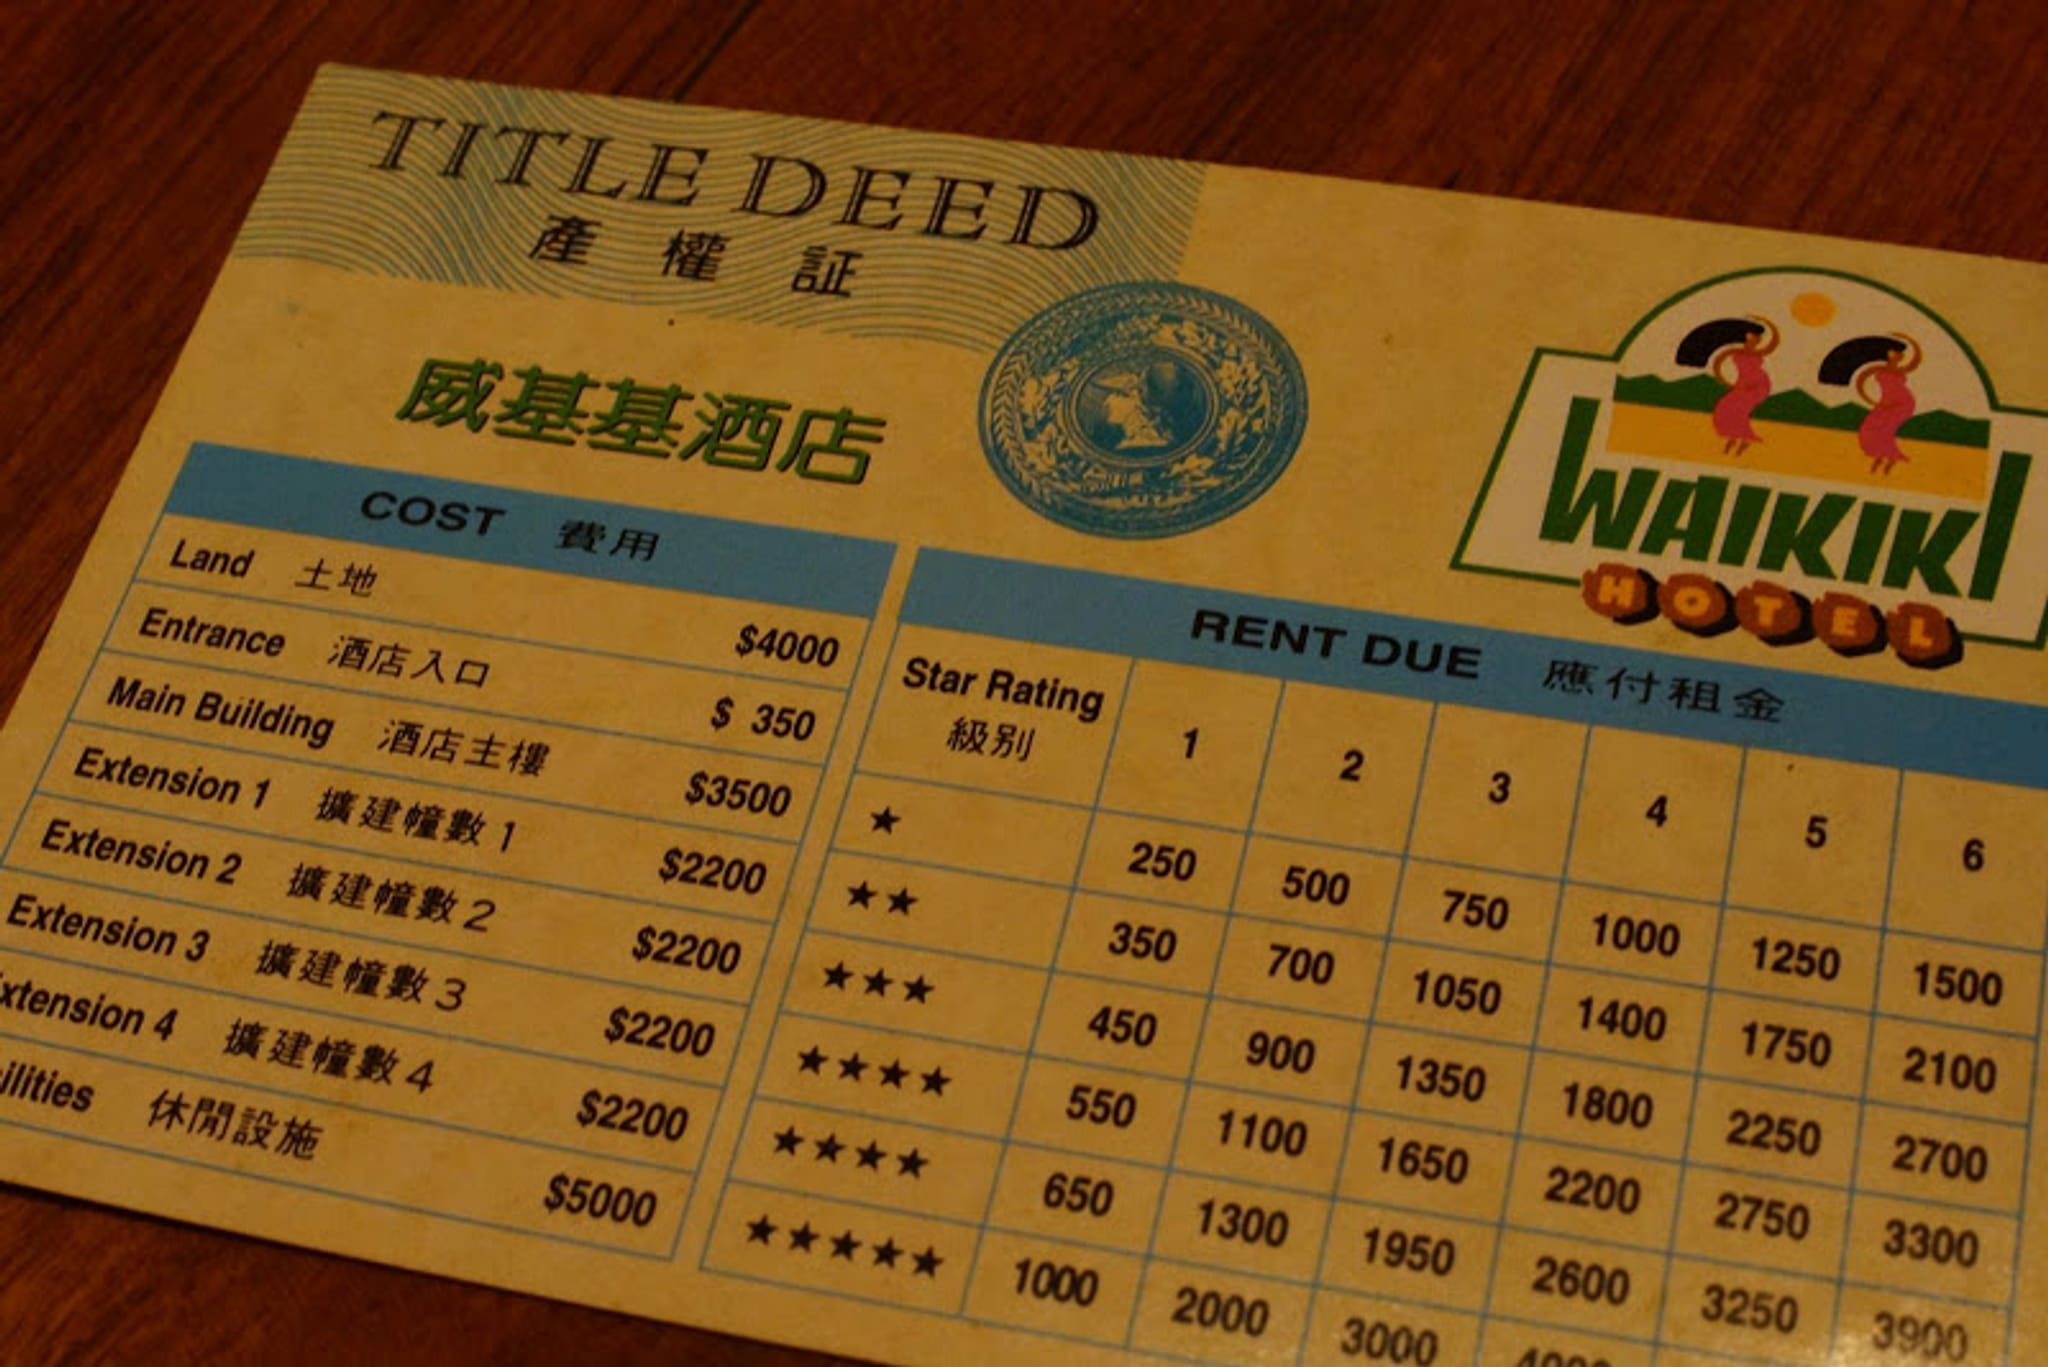 TITLE DEED
產權証
威基基酒店
WAIKIKI
HOTEL
COST 費用
Land 土地 $4000
Entrance 酒店入口 $ 350
Main Building 酒店主樓 $3500
Extension 1 擴建幢數1 $2200
Extension 2 擴建幢數2 $2200
Extension 3 擴建幢數3 $2200
xtension 4 擴建幢數4 $2200
ilities 休閒設施 $5000
RENT DUE 應付租金
Star Rating 級別 1 2 3 4 5 6
★ 250 500 750 1000 1250 1500
★★ 350 700 1050 1400 1750 2100
★★★ 450 900 1350 1800 2250 2700
★★★★ 550 1100 1650 2200 2750 3300
★★★★ 650 1300 1950 2600 3250 3900
★★★★★ 1000 2000 3000